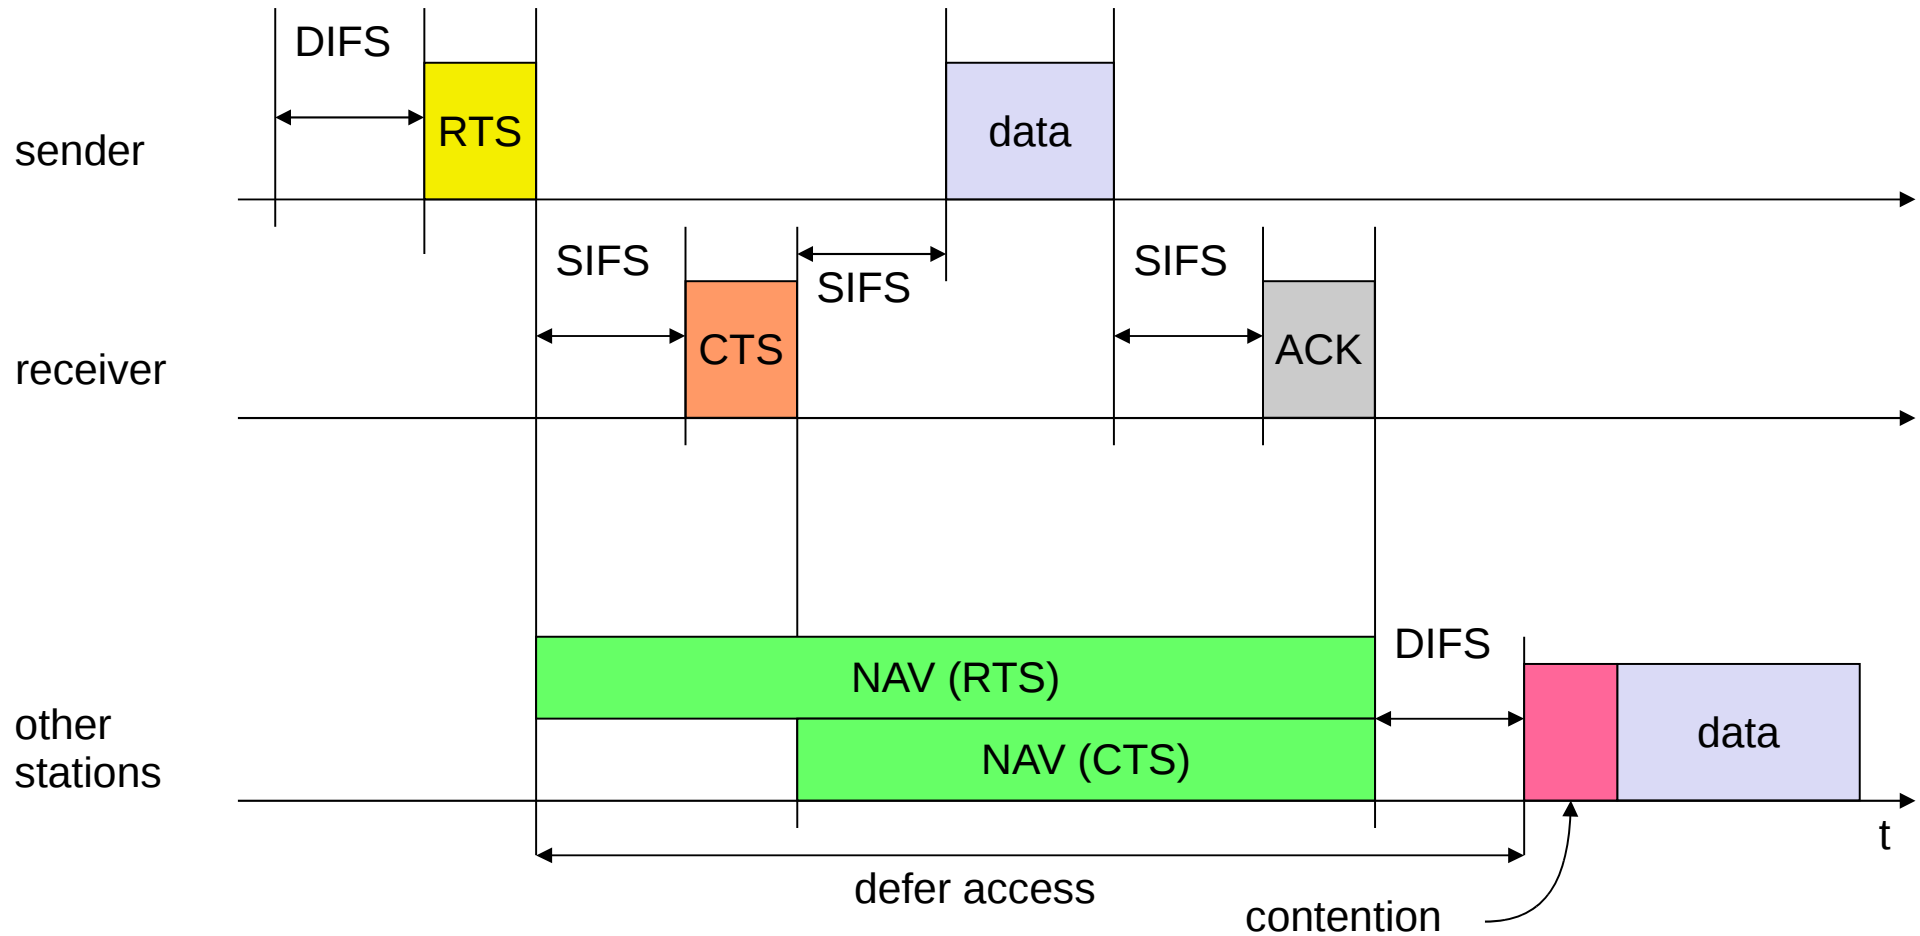 DIFS
RTS
data
sender
SIFS
SIFS
SIFS
CTS
ACK
receiver
DIFS
NAV (RTS)
NAV (CTS)
other
stations
data
t
defer access
contention